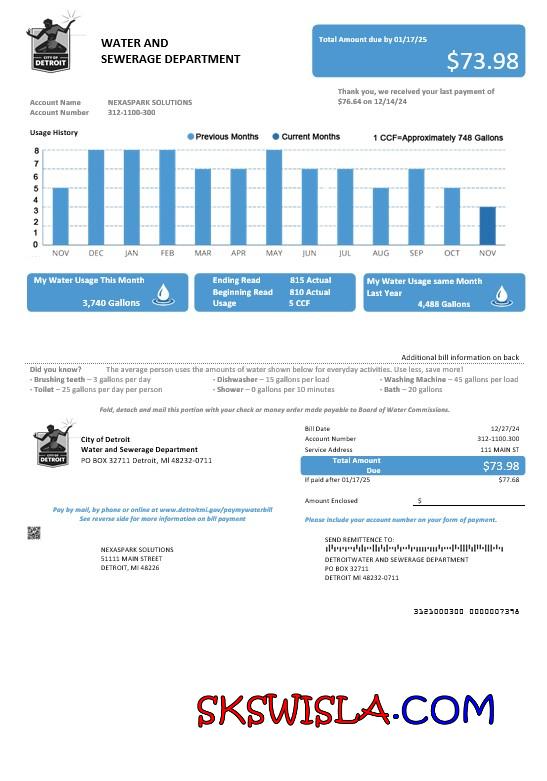 CITY OF
DETROIT
WATER AND
SEWERAGE DEPARTMENT
Total Amount due by 01/17/25
$73.98
Thank you, we received your last payment of
$76.64 on 12/14/24
Account Name NEXASPARK SOLUTIONS
Account Number 312-1100-300
Usage History
Previous Months Current Months 1 CCF=Approximately 748 Gallons
8
7
6
5
4
3
2
1
0
NOV DEC JAN FEB MAR APR MAY JUN JUL AUG SEP OCT NOV
My Water Usage This Month
3,740 Gallons
Ending Read 815 Actual
Beginning Read 810 Actual
Usage 5 CCF
My Water Usage same Month
Last Year
4,488 Gallons
Additional bill information on back
Did you know? The average person uses the amounts of water shown below for everyday activities. Use less, save more!
- Brushing teeth – 3 gallons per day - Dishwasher – 15 gallons per load - Washing Machine – 45 gallons per load
- Toilet – 25 gallons per day per person - Shower – 0 gallons per 10 minutes - Bath – 20 gallons
Fold, detach and mail this portion with your check or money order made payable to Board of Water Commissions.
CITY OF
DETROIT
City of Detroit
Water and Sewerage Department
PO BOX 32711 Detroit, MI 48232-0711
Bill Date 12/27/24
Account Number 312-1100.300
Service Address 111 MAIN ST
Total Amount
Due $73.98
If paid after 01/17/25 $77.68
Amount Enclosed $
Pay by mail, by phone or online at www.detroitmi.gov/paymywaterbill
See reverse side for more information on bill payment
Please include your account number on your form of payment.
NEXASPARK SOLUTIONS
51111 MAIN STREET
DETROIT, MI 48226
SEND REMITTANCE TO:
DETROITWATER AND SEWERAGE DEPARTMENT
PO BOX 32711
DETROIT MI 48232-0711
3121000300 0000007398
SKSWISLA.COM